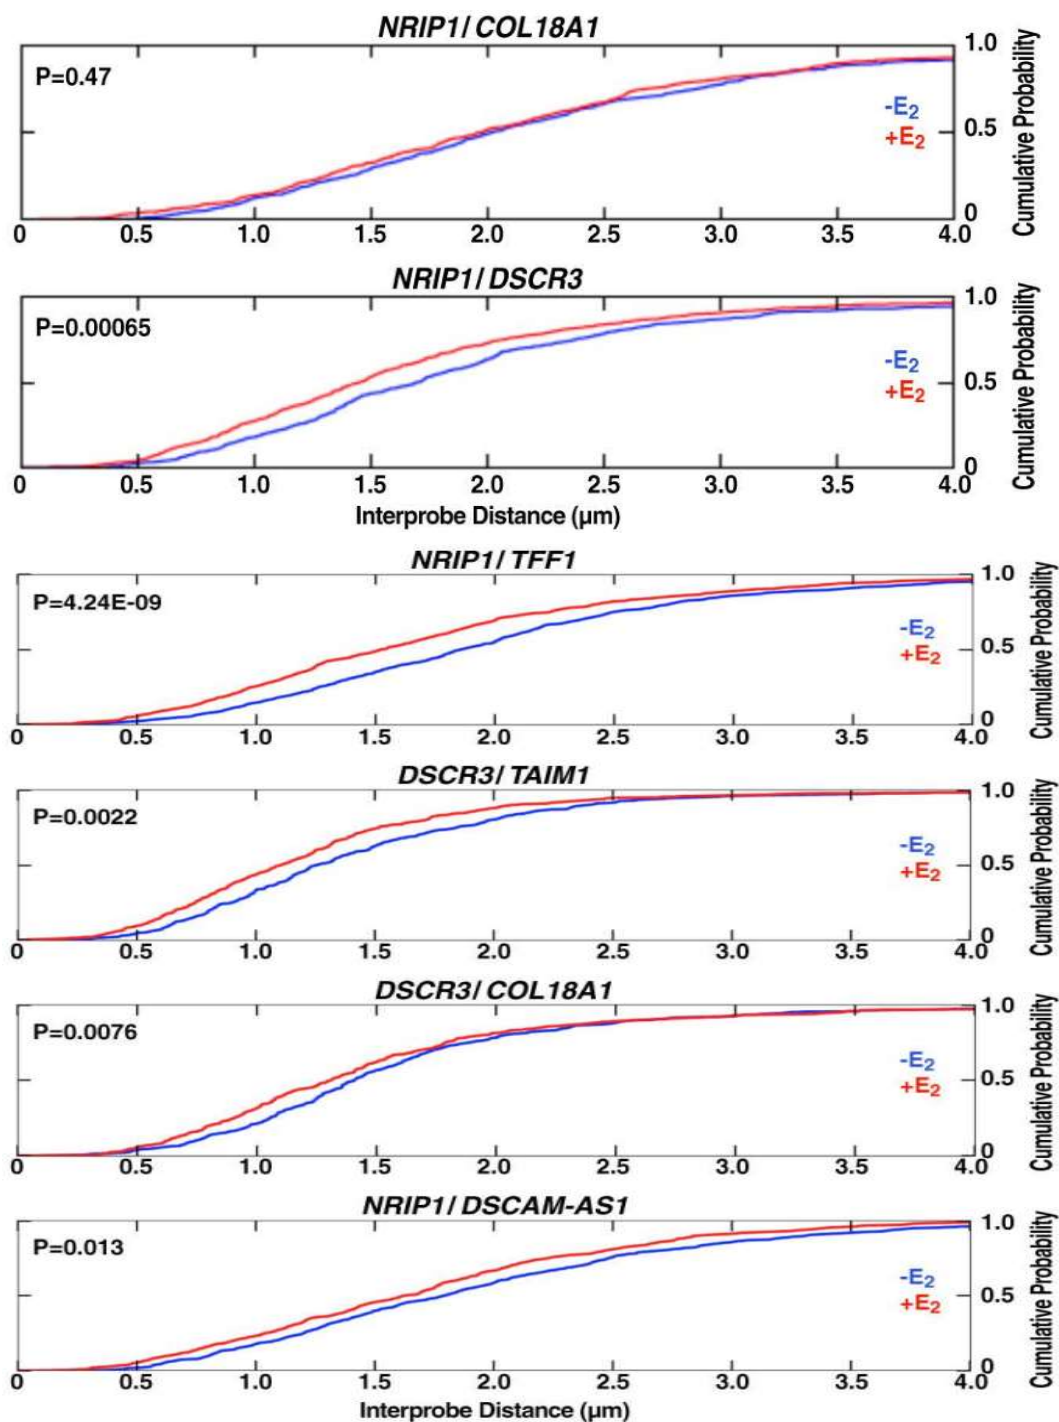 NRIP1/ COL18A1
P=0.47
1.0
-E2
+E2
0.5
0
Cumulative Probability
0 0.5 1.0 1.5 2.0 2.5 3.0 3.5 4.0
NRIP1/ DSCR3
P=0.00065
1.0
-E2
+E2
0.5
0
Cumulative Probability
0 0.5 1.0 1.5 2.0 2.5 3.0 3.5 4.0
Interprobe Distance (µm)
NRIP1/ TFF1
P=4.24E-09
1.0
-E2
+E2
0.5
0
Cumulative Probability
0 0.5 1.0 1.5 2.0 2.5 3.0 3.5 4.0
DSCR3/ TAIM1
P=0.0022
1.0
-E2
+E2
0.5
0
Cumulative Probability
0 0.5 1.0 1.5 2.0 2.5 3.0 3.5 4.0
DSCR3/ COL18A1
P=0.0076
1.0
-E2
+E2
0.5
0
Cumulative Probability
0 0.5 1.0 1.5 2.0 2.5 3.0 3.5 4.0
NRIP1/ DSCAM-AS1
P=0.013
1.0
-E2
+E2
0.5
0
Cumulative Probability
0 0.5 1.0 1.5 2.0 2.5 3.0 3.5 4.0
Interprobe Distance (µm)